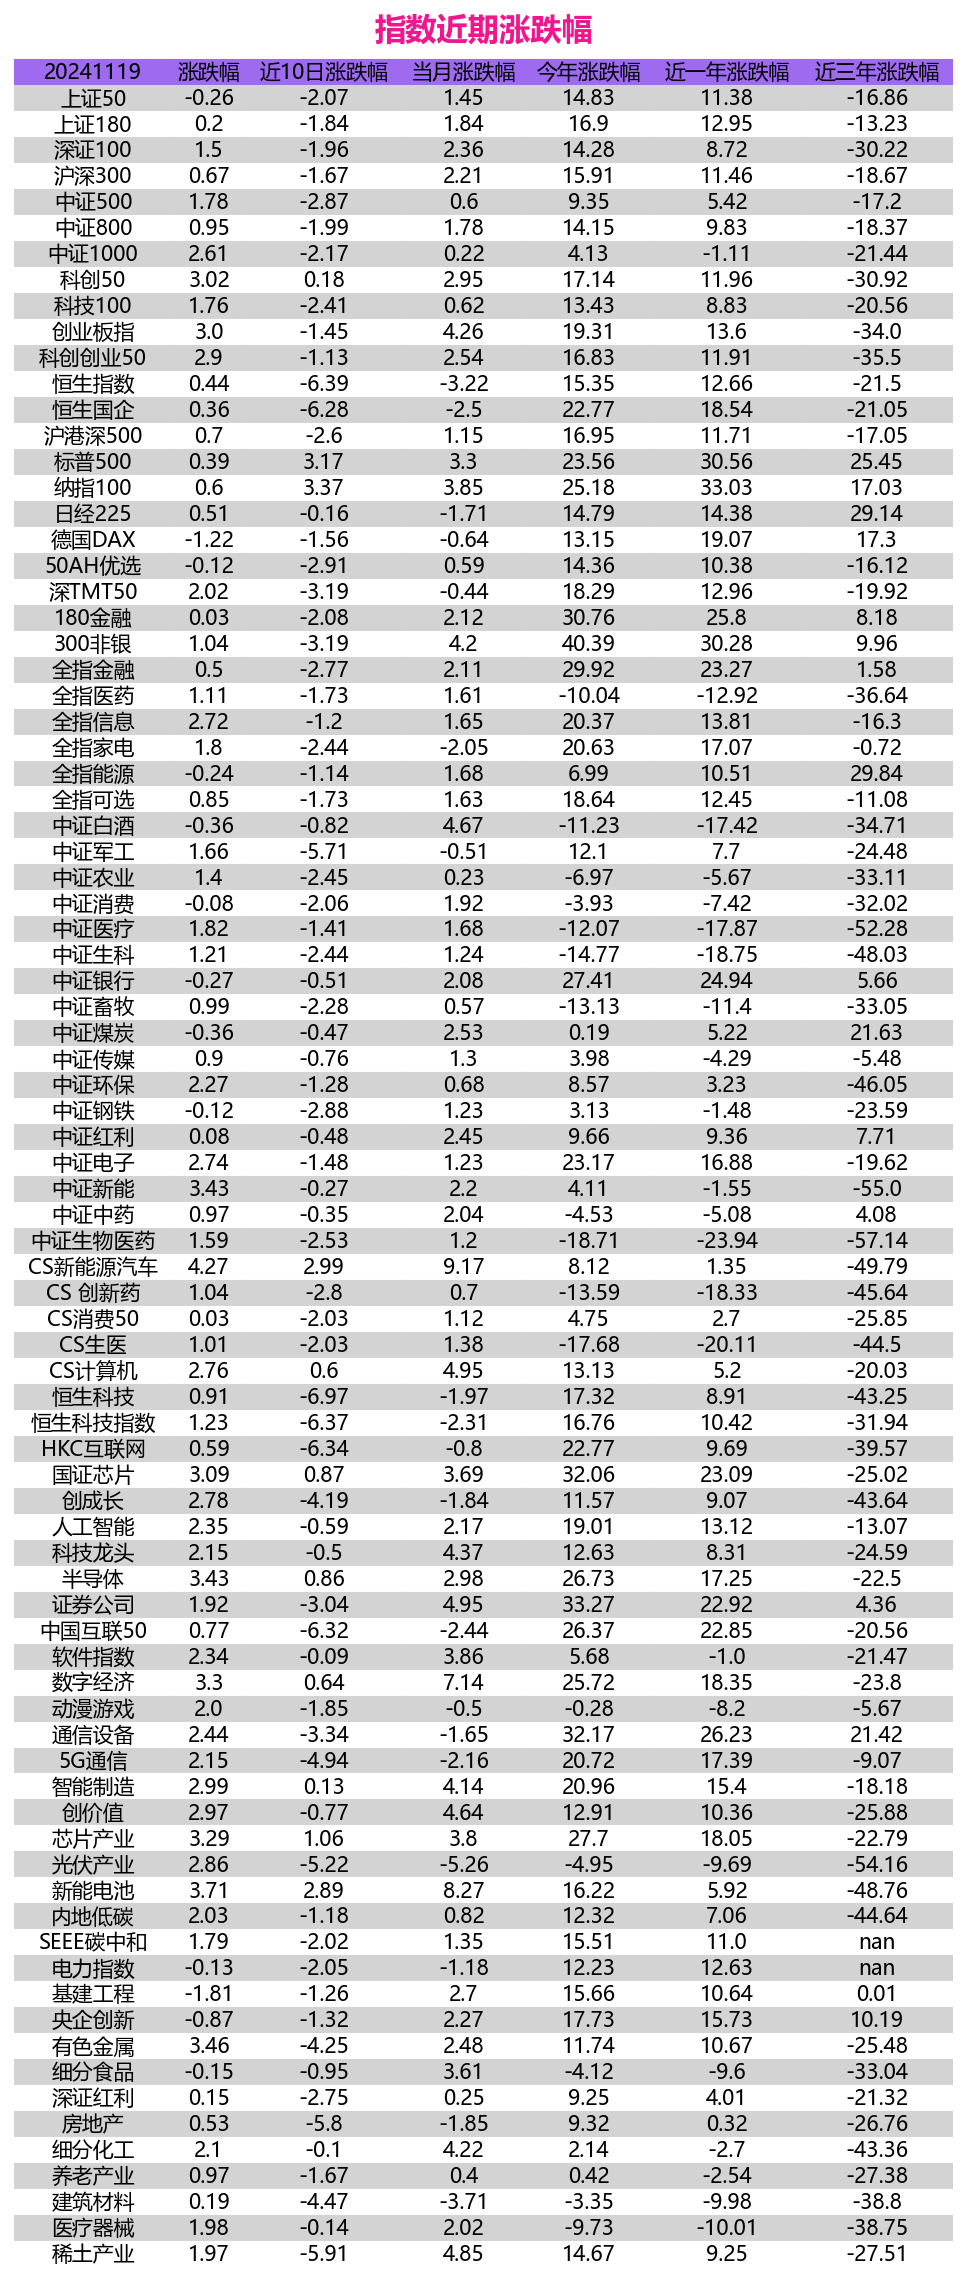 指数近期涨跌幅
20241119 涨跌幅 近10日涨跌幅 当月涨跌幅 今年涨跌幅 近一年涨跌幅 近三年涨跌幅
上证50 -0.26 -2.07 1.45 14.83 11.38 -16.86
上证180 0.2 -1.84 1.84 16.9 12.95 -13.23
深证100 1.5 -1.96 2.36 14.28 8.72 -30.22
沪深300 0.67 -1.67 2.21 15.91 11.46 -18.67
中证500 1.78 -2.87 0.6 9.35 5.42 -17.2
中证800 0.95 -1.99 1.78 14.15 9.83 -18.37
中证1000 2.61 -2.17 0.22 4.13 -1.11 -21.44
科创50 3.02 0.18 2.95 17.14 11.96 -30.92
科技100 1.76 -2.41 0.62 13.43 8.83 -20.56
创业板指 3.0 -1.45 4.26 19.31 13.6 -34.0
科创创业50 2.9 -1.13 2.54 16.83 11.91 -35.5
恒生指数 0.44 -6.39 -3.22 15.35 12.66 -21.5
恒生国企 0.36 -6.28 -2.5 22.77 18.54 -21.05
沪港深500 0.7 -2.6 1.15 16.95 11.71 -17.05
标普500 0.39 3.17 3.3 23.56 30.56 25.45
纳指100 0.6 3.37 3.85 25.18 33.03 17.03
日经225 0.51 -0.16 -1.71 14.79 14.38 29.14
德国DAX -1.22 -1.56 -0.64 13.15 19.07 17.3
50AH优选 -0.12 -2.91 0.59 14.36 10.38 -16.12
深TMT50 2.02 -3.19 -0.44 18.29 12.96 -19.92
180金融 0.03 -2.08 2.12 30.76 25.8 8.18
300非银 1.04 -3.19 4.2 40.39 30.28 9.96
全指金融 0.5 -2.77 2.11 29.92 23.27 1.58
全指医药 1.11 -1.73 1.61 -10.04 -12.92 -36.64
全指信息 2.72 -1.2 1.65 20.37 13.81 -16.3
全指家电 1.8 -2.44 -2.05 20.63 17.07 -0.72
全指能源 -0.24 -1.14 1.68 6.99 10.51 29.84
全指可选 0.85 -1.73 1.63 18.64 12.45 -11.08
中证白酒 -0.36 -0.82 4.67 -11.23 -17.42 -34.71
中证军工 1.66 -5.71 -0.51 12.1 7.7 -24.48
中证农业 1.4 -2.45 0.23 -6.97 -5.67 -33.11
中证消费 -0.08 -2.06 1.92 -3.93 -7.42 -32.02
中证医疗 1.82 -1.41 1.68 -12.07 -17.87 -52.28
中证生科 1.21 -2.44 1.24 -14.77 -18.75 -48.03
中证银行 -0.27 -0.51 2.08 27.41 24.94 5.66
中证畜牧 0.99 -2.28 0.57 -13.13 -11.4 -33.05
中证煤炭 -0.36 -0.47 2.53 0.19 5.22 21.63
中证传媒 0.9 -0.76 1.3 3.98 -4.29 -5.48
中证环保 2.27 -1.28 0.68 8.57 3.23 -46.05
中证钢铁 -0.12 -2.88 1.23 3.13 -1.48 -23.59
中证红利 0.08 -0.48 2.45 9.66 9.36 7.71
中证电子 2.74 -1.48 1.23 23.17 16.88 -19.62
中证新能 3.43 -0.27 2.2 4.11 -1.55 -55.0
中证中药 0.97 -0.35 2.04 -4.53 -5.08 4.08
中证生物医药 1.59 -2.53 1.2 -18.71 -23.94 -57.14
CS新能源汽车 4.27 2.99 9.17 8.12 1.35 -49.79
CS 创新药 1.04 -2.8 0.7 -13.59 -18.33 -45.64
CS消费50 0.03 -2.03 1.12 4.75 2.7 -25.85
CS生医 1.01 -2.03 1.38 -17.68 -20.11 -44.5
CS计算机 2.76 0.6 4.95 13.13 5.2 -20.03
恒生科技 0.91 -6.97 -1.97 17.32 8.91 -43.25
恒生科技指数 1.23 -6.37 -2.31 16.76 10.42 -31.94
HKC互联网 0.59 -6.34 -0.8 22.77 9.69 -39.57
国证芯片 3.09 0.87 3.69 32.06 23.09 -25.02
创成长 2.78 -4.19 -1.84 11.57 9.07 -43.64
人工智能 2.35 -0.59 2.17 19.01 13.12 -13.07
科技龙头 2.15 -0.5 4.37 12.63 8.31 -24.59
半导体 3.43 0.86 2.98 26.73 17.25 -22.5
证券公司 1.92 -3.04 4.95 33.27 22.92 4.36
中国互联50 0.77 -6.32 -2.44 26.37 22.85 -20.56
软件指数 2.34 -0.09 3.86 5.68 -1.0 -21.47
数字经济 3.3 0.64 7.14 25.72 18.35 -23.8
动漫游戏 2.0 -1.85 -0.5 -0.28 -8.2 -5.67
通信设备 2.44 -3.34 -1.65 32.17 26.23 21.42
5G通信 2.15 -4.94 -2.16 20.72 17.39 -9.07
智能制造 2.99 0.13 4.14 20.96 15.4 -18.18
创价值 2.97 -0.77 4.64 12.91 10.36 -25.88
芯片产业 3.29 1.06 3.8 27.7 18.05 -22.79
光伏产业 2.86 -5.22 -5.26 -4.95 -9.69 -54.16
新能电池 3.71 2.89 8.27 16.22 5.92 -48.76
内地低碳 2.03 -1.18 0.82 12.32 7.06 -44.64
SEEE碳中和 1.79 -2.02 1.35 15.51 11.0 nan
电力指数 -0.13 -2.05 -1.18 12.23 12.63 nan
基建工程 -1.81 -1.26 2.7 15.66 10.64 0.01
央企创新 -0.87 -1.32 2.27 17.73 15.73 10.19
有色金属 3.46 -4.25 2.48 11.74 10.67 -25.48
细分食品 -0.15 -0.95 3.61 -4.12 -9.6 -33.04
深证红利 0.15 -2.75 0.25 9.25 4.01 -21.32
房地产 0.53 -5.8 -1.85 9.32 0.32 -26.76
细分化工 2.1 -0.1 4.22 2.14 -2.7 -43.36
养老产业 0.97 -1.67 0.4 0.42 -2.54 -27.38
建筑材料 0.19 -4.47 -3.71 -3.35 -9.98 -38.8
医疗器械 1.98 -0.14 2.02 -9.73 -10.01 -38.75
稀土产业 1.97 -5.91 4.85 14.67 9.25 -27.51